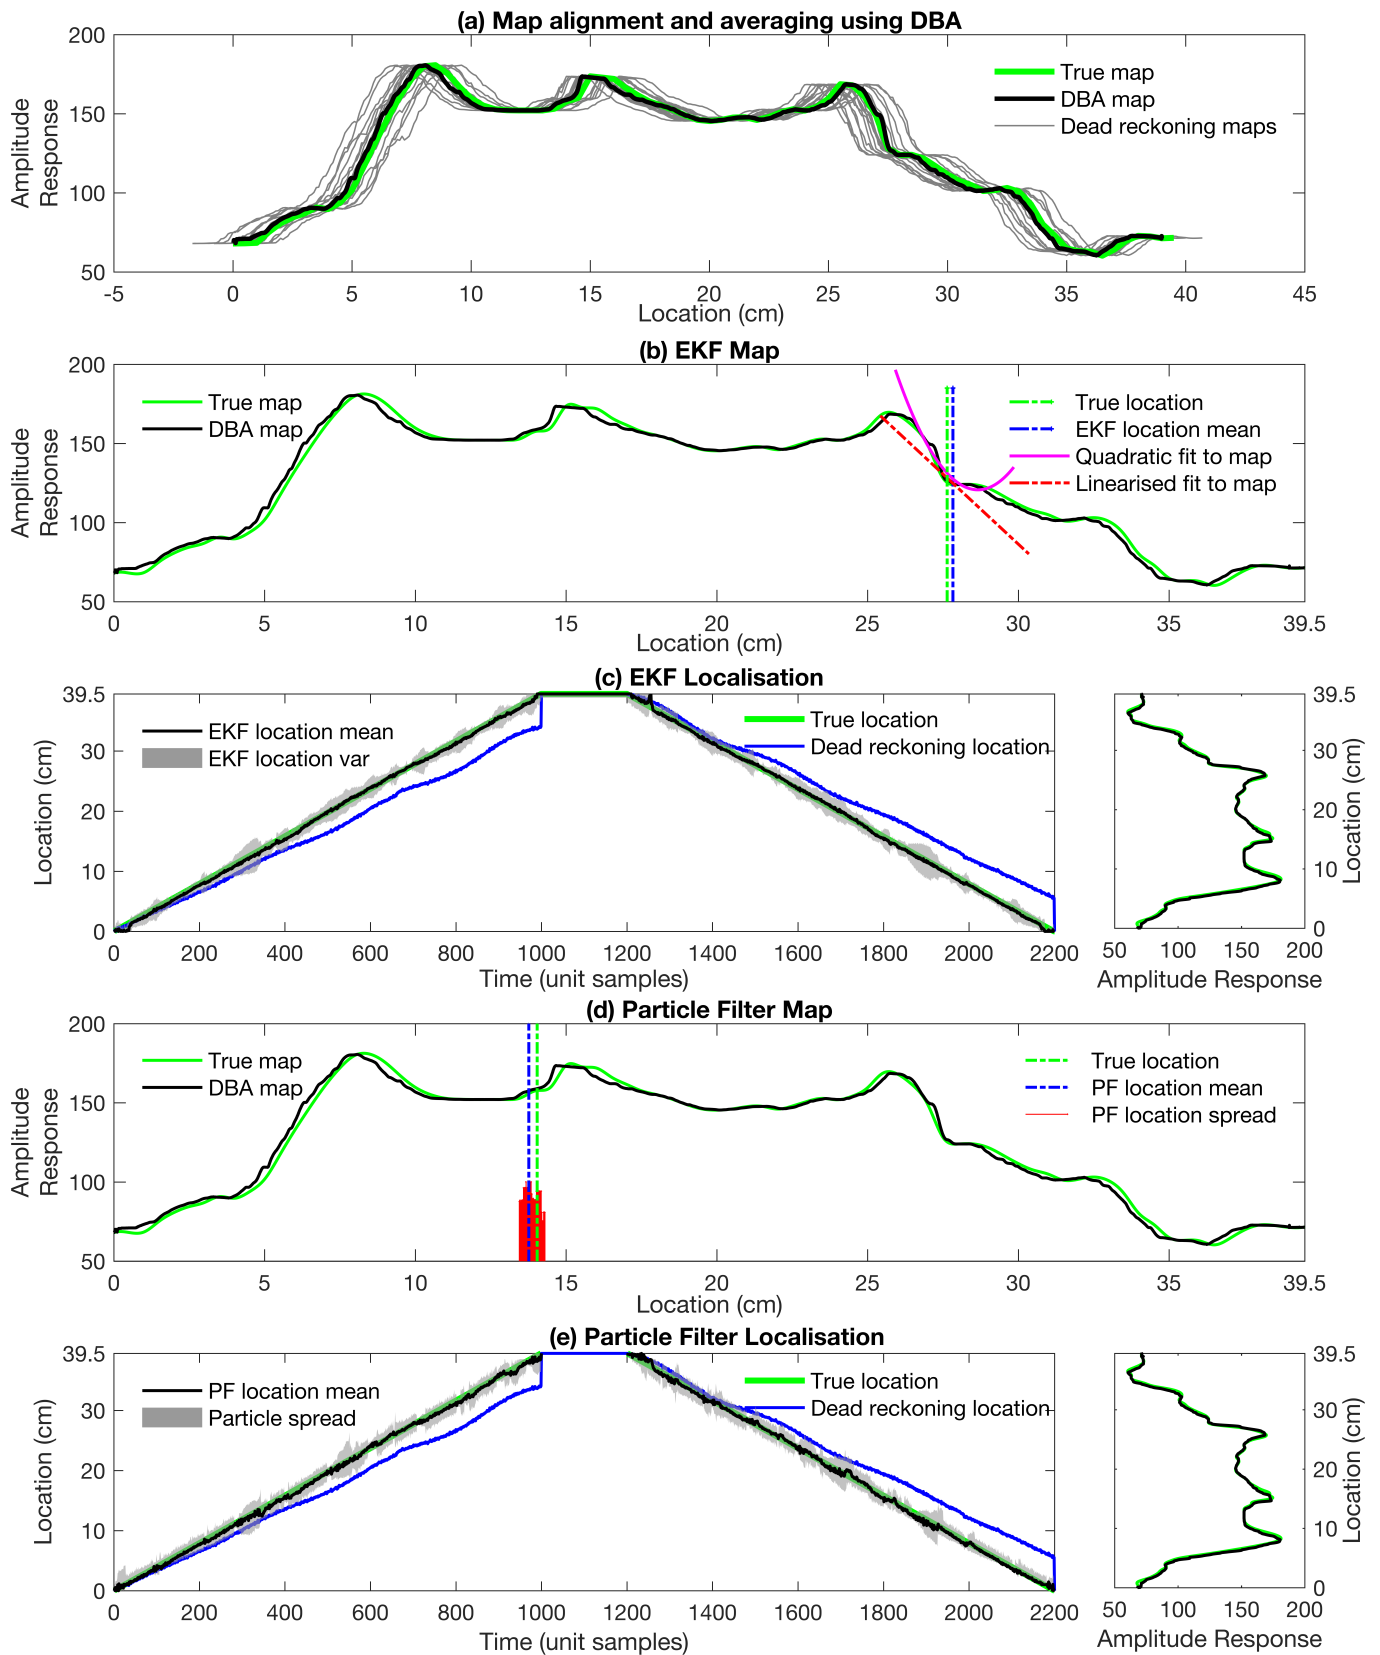 (a) Map alignment and averaging using DBA
200
150
100
50
Amplitude
Response
True map
DBA map
Dead reckoning maps
-5 0 5 10 15 20 25 30 35 40 45
Location (cm)
(b) EKF Map
200
150
100
50
Amplitude
Response
True map
DBA map
True location
EKF location mean
Quadratic fit to map
Linearised fit to map
0 5 10 15 20 25 30 35 39.5
Location (cm)
(c) EKF Localisation
39.5
30
20
10
0
Location (cm)
EKF location mean
EKF location var
True location
Dead reckoning location
0 200 400 600 800 1000 1200 1400 1600 1800 2000 2200
Time (unit samples)
39.5
30
20
10
0
Location (cm)
50 100 150 200
Amplitude Response
(d) Particle Filter Map
200
150
100
50
Amplitude
Response
True map
DBA map
True location
PF location mean
PF location spread
0 5 10 15 20 25 30 35 39.5
Location (cm)
(e) Particle Filter Localisation
39.5
30
20
10
0
Location (cm)
PF location mean
Particle spread
True location
Dead reckoning location
0 200 400 600 800 1000 1200 1400 1600 1800 2000 2200
Time (unit samples)
39.5
30
20
10
0
Location (cm)
50 100 150 200
Amplitude Response